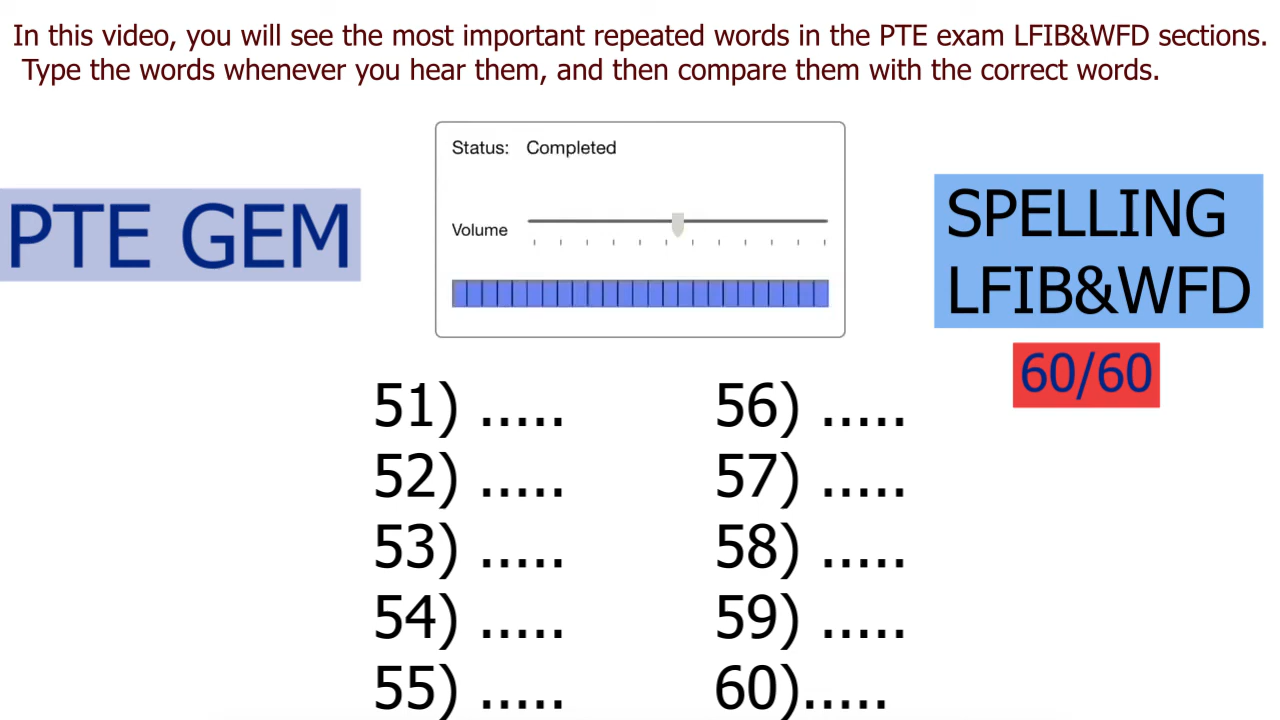 In this video, you will see the most important repeated words in the PTE exam LFIB&WFD sections.
Type the words whenever you hear them, and then compare them with the correct words.
Status: Completed
Volume
PTE GEM
SPELLING
LFIB&WFD
60/60
51) .....
52) .....
53) .....
54) .....
55) .....
56) .....
57) .....
58) .....
59) .....
60).....